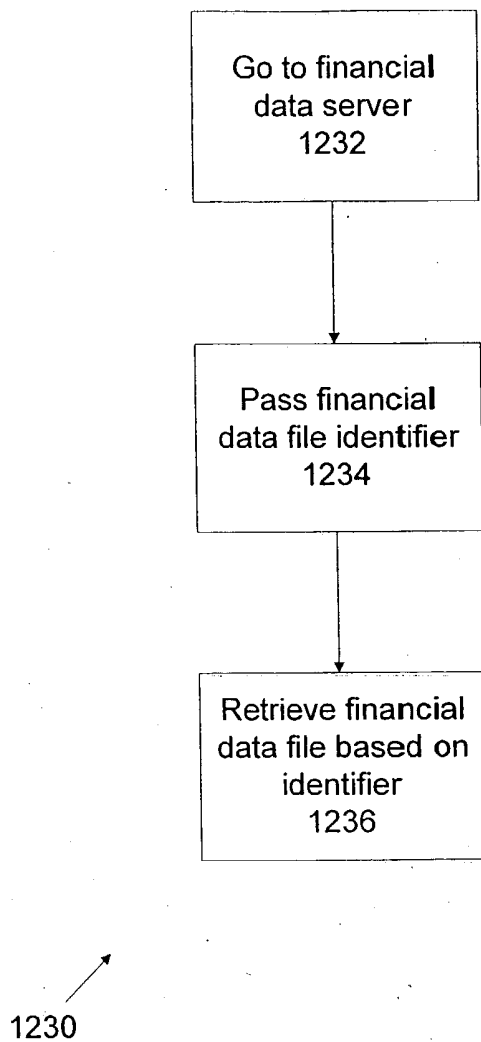 Go to financial
data server
1232
Pass financial
data file identifier
1234
Retrieve financial
data file based on
identifier
1236
1230